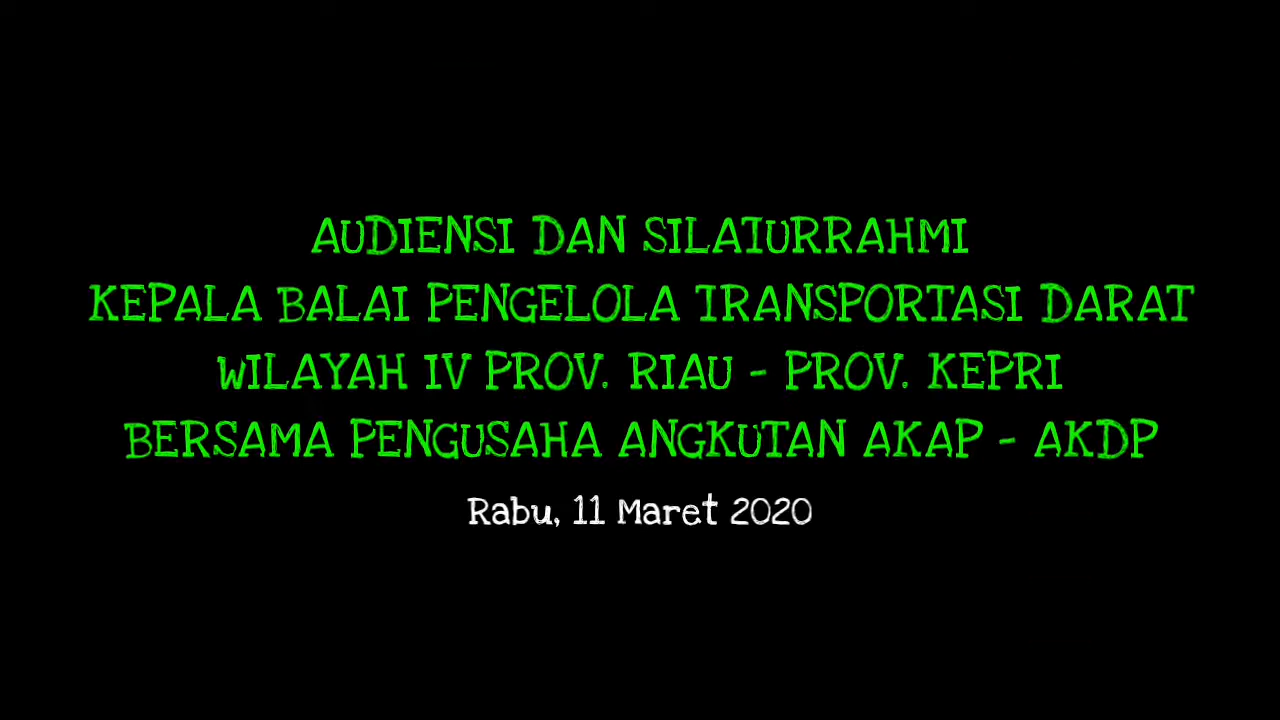 AUDIENSI DAN SILATURRAHMI
KEPALA BALAI PENGELOLA TRANSPORTASI DARAT
WILAYAH IV PROV. RIAU - PROV. KEPRI
BERSAMA PENGUSAHA ANGKUTAN AKAP - AKDP
Rabu, 11 Maret 2020